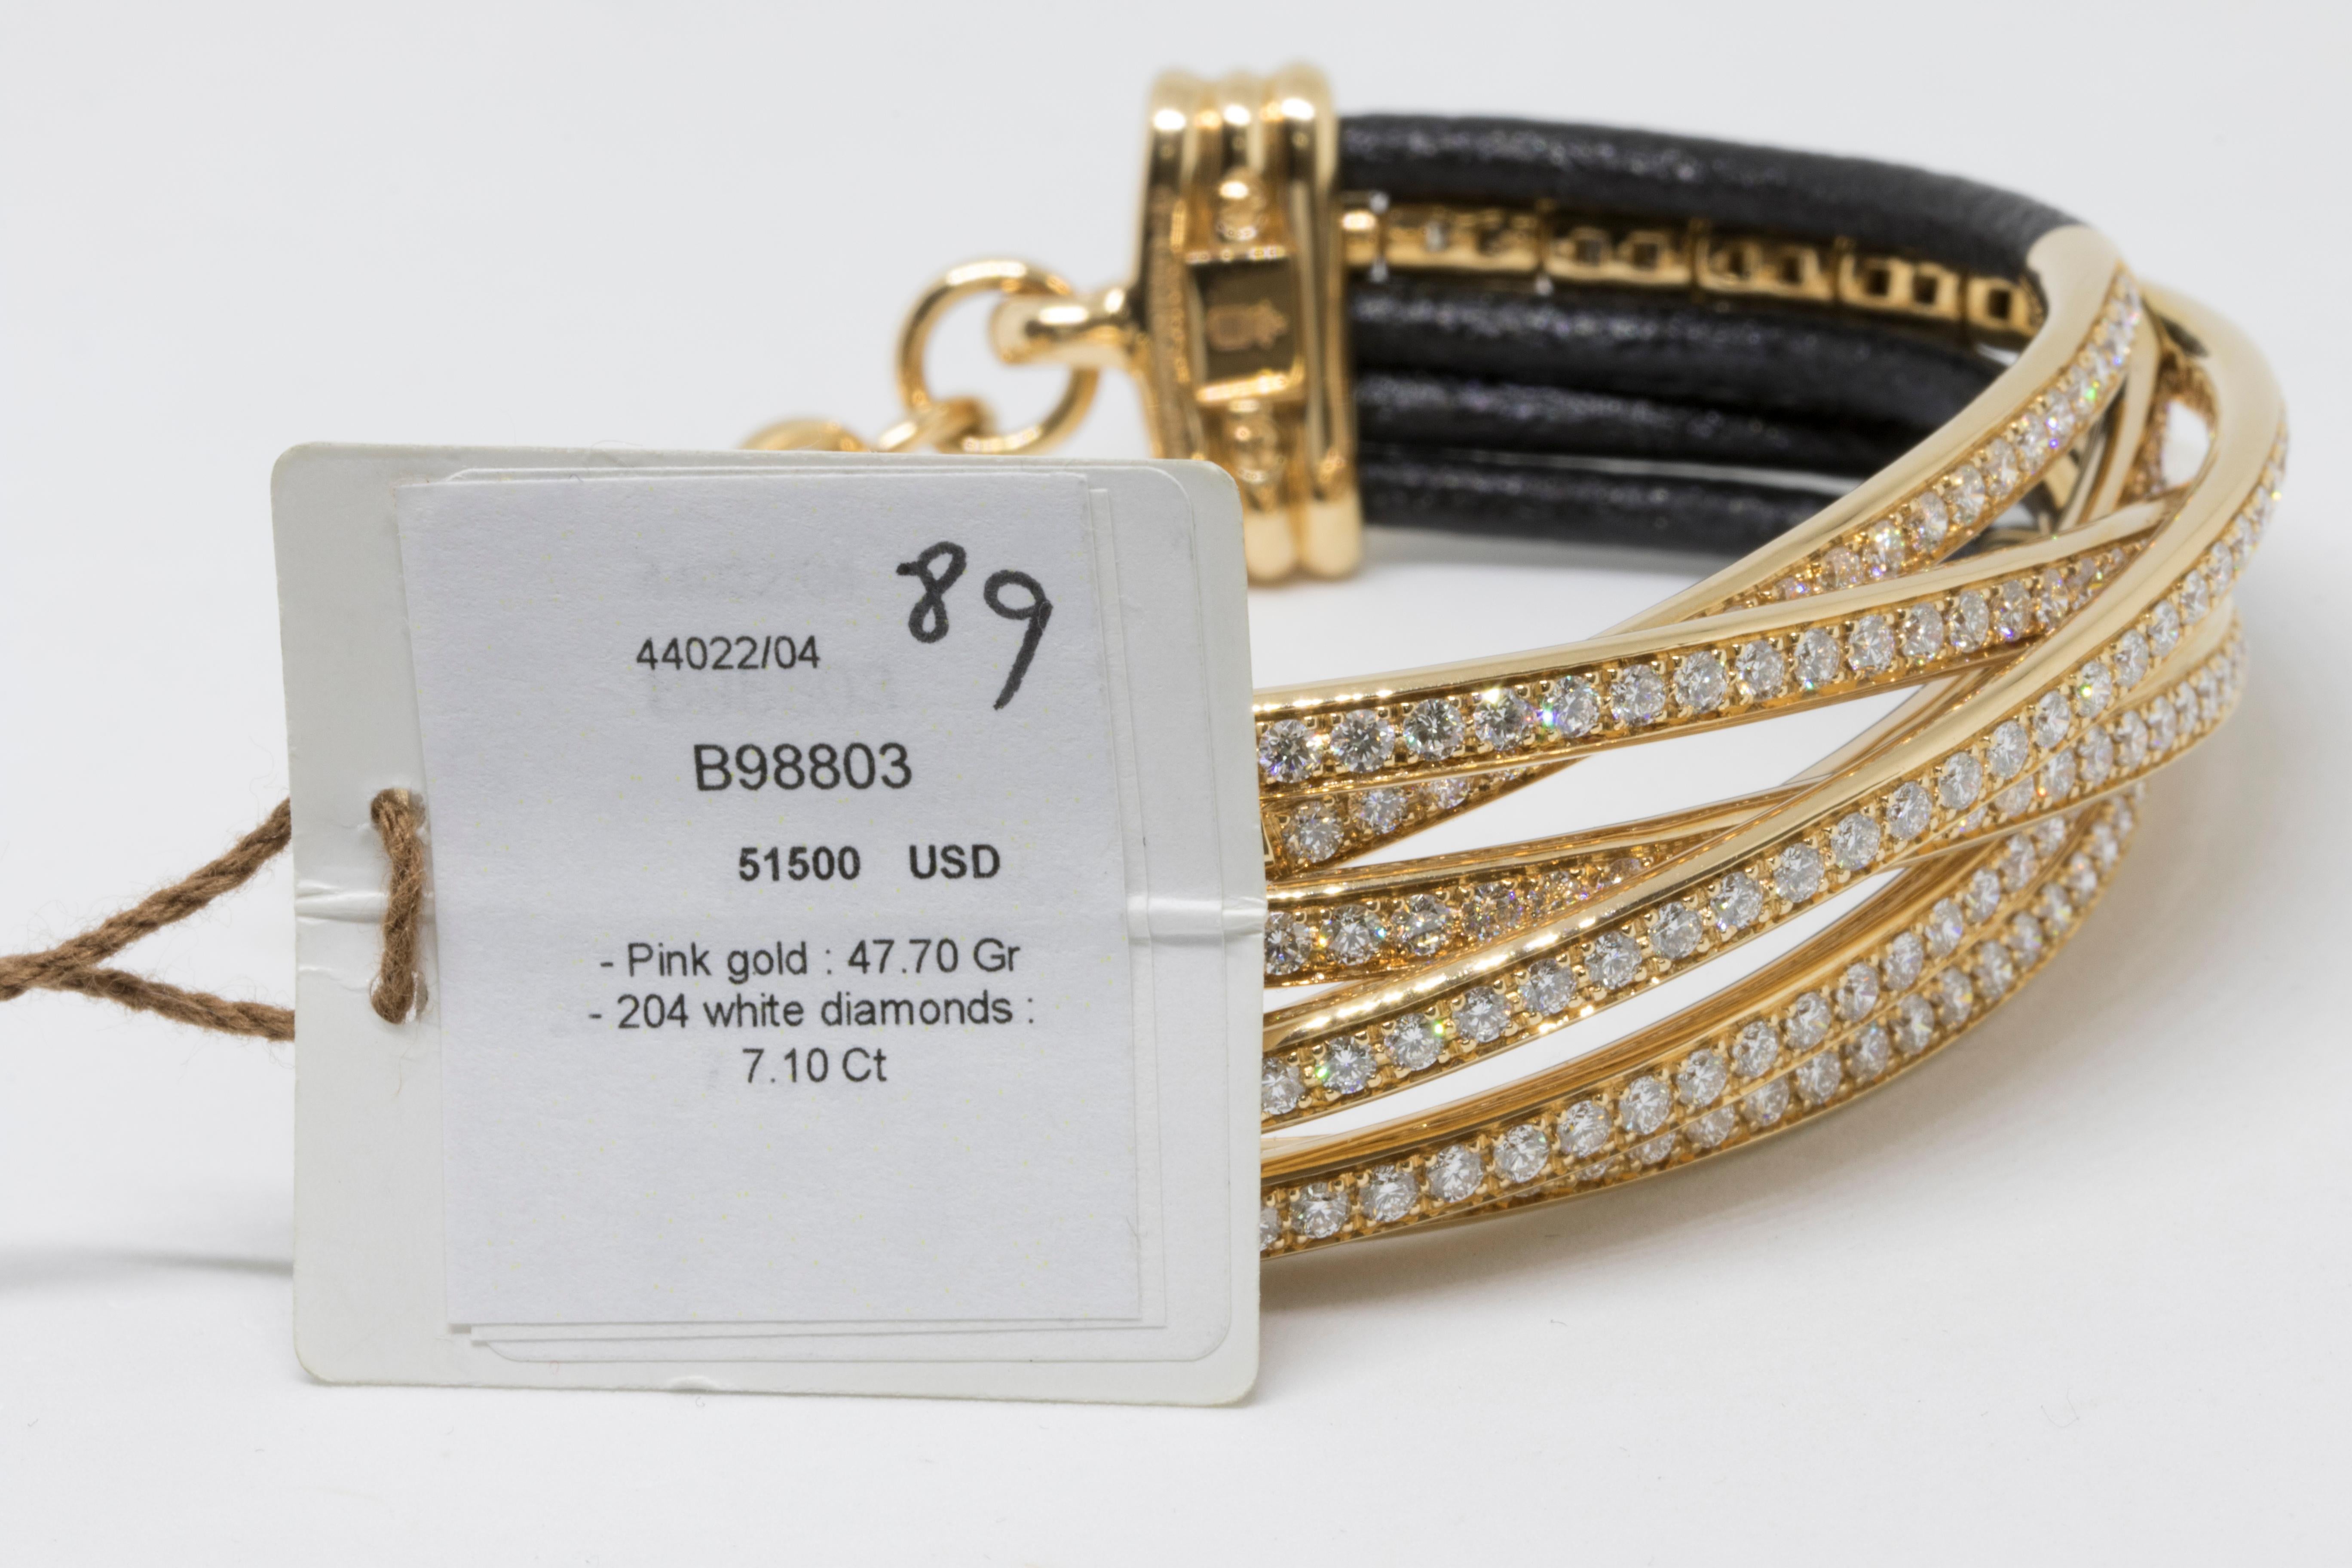 89
44022/04
B98803
51500 USD
- Pink gold : 47.70 Gr
- 204 white diamonds :
7.10 Ct